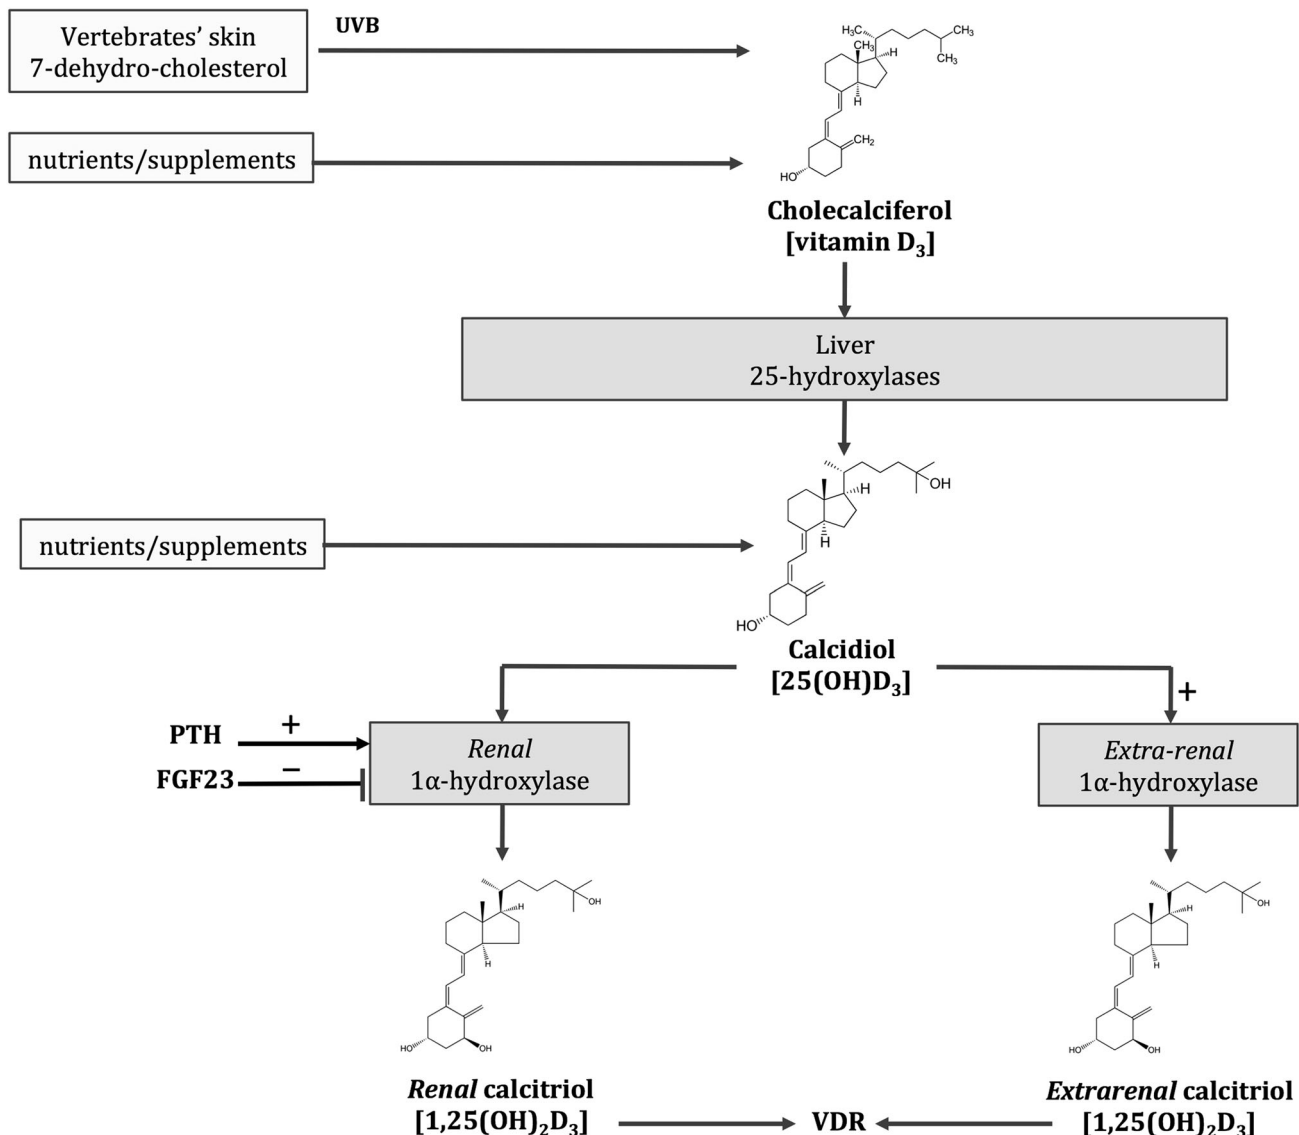 Vertebrates’ skin
7-dehydro-cholesterol
UVB
H₃C
CH₃
CH₃
H
CH₃
H
nutrients/supplements
CH₂
HO
Cholecalciferol
[vitamin D₃]
Liver
25-hydroxylases
OH
H
H
nutrients/supplements
HO
Calcidiol
[25(OH)D₃]
+
PTH
+
FGF23
−
Renal
1α-hydroxylase
Extra-renal
1α-hydroxylase
OH
H
H
HO
OH
OH
H
H
HO
OH
Renal calcitriol
[1,25(OH)₂D₃]
VDR
Extrarenal calcitriol
[1,25(OH)₂D₃]